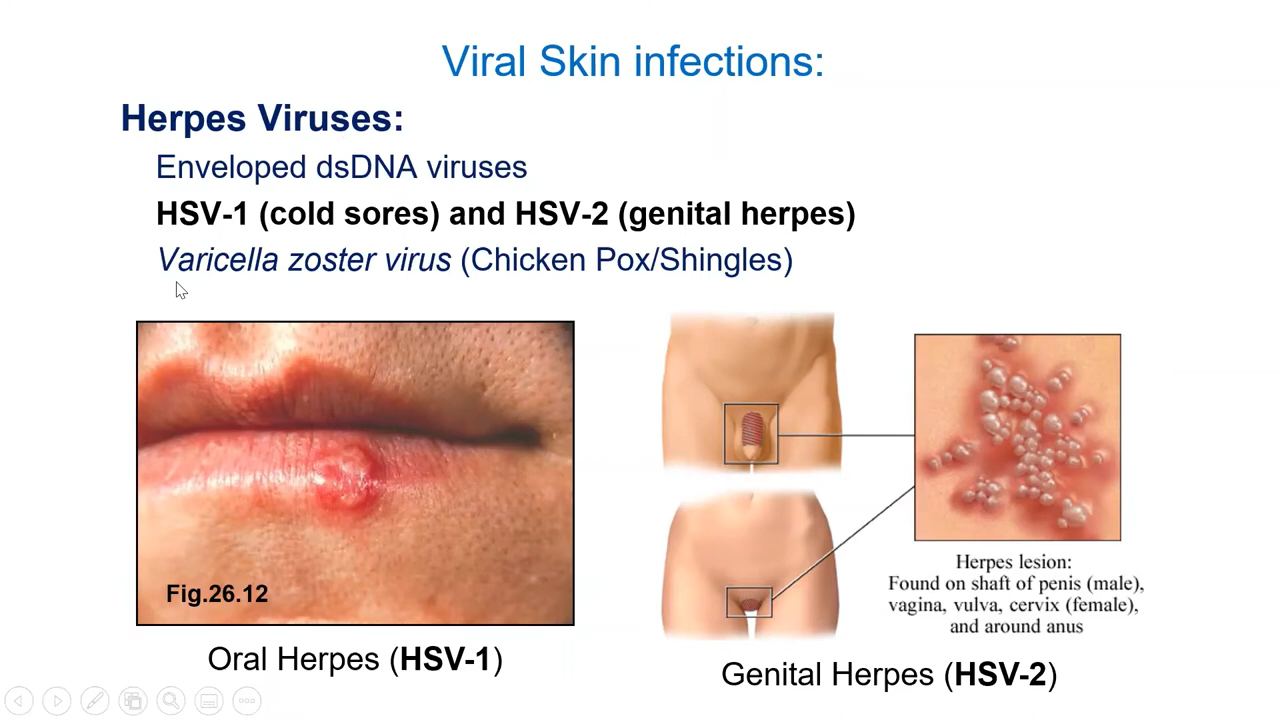 Viral Skin infections:
Herpes Viruses:
Enveloped dsDNA viruses
HSV-1 (cold sores) and HSV-2 (genital herpes)
Varicella zoster virus (Chicken Pox/Shingles)
Fig.26.12
Oral Herpes (HSV-1)
Herpes lesion:
Found on shaft of penis (male),
vagina, vulva, cervix (female),
and around anus
Genital Herpes (HSV-2)